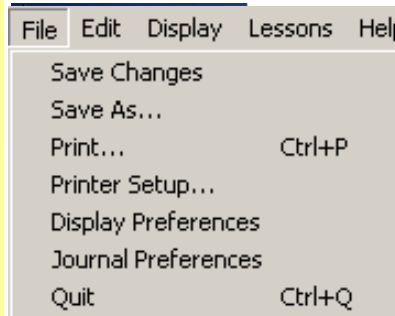 File Edit Display Lessons
Save Changes
Save As...
Print... Ctrl+P
Printer Setup...
Display Preferences
Journal Preferences
Quit Ctrl+Q